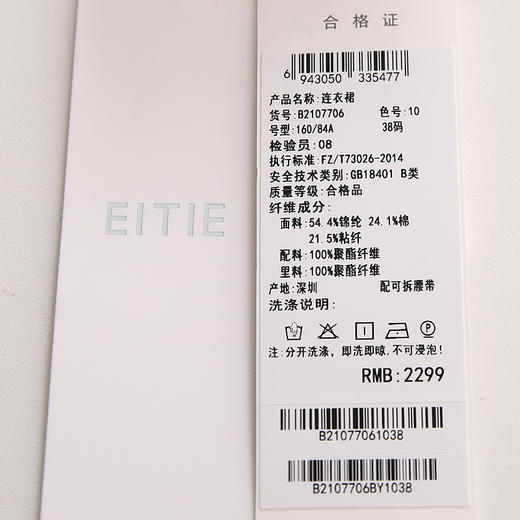 EITIE
合格证
6 943050 335477
产品名称:连衣裙
货号:B2107706 色号:10
号型:160/84A 38码
检验员:08
执行标准:FZ/T73026-2014
安全技术类别:GB18401 B类
质量等级:合格品
纤维成分:
面料:54.4%锦纶 24.1%棉
21.5%粘纤
配料:100%聚酯纤维
里料:100%聚酯纤维
产地:深圳 配可拆腰带
洗涤说明:
注:分开洗涤,即洗即晾,不可浸泡!
RMB:2299
B21077061038
B2107706BY1038